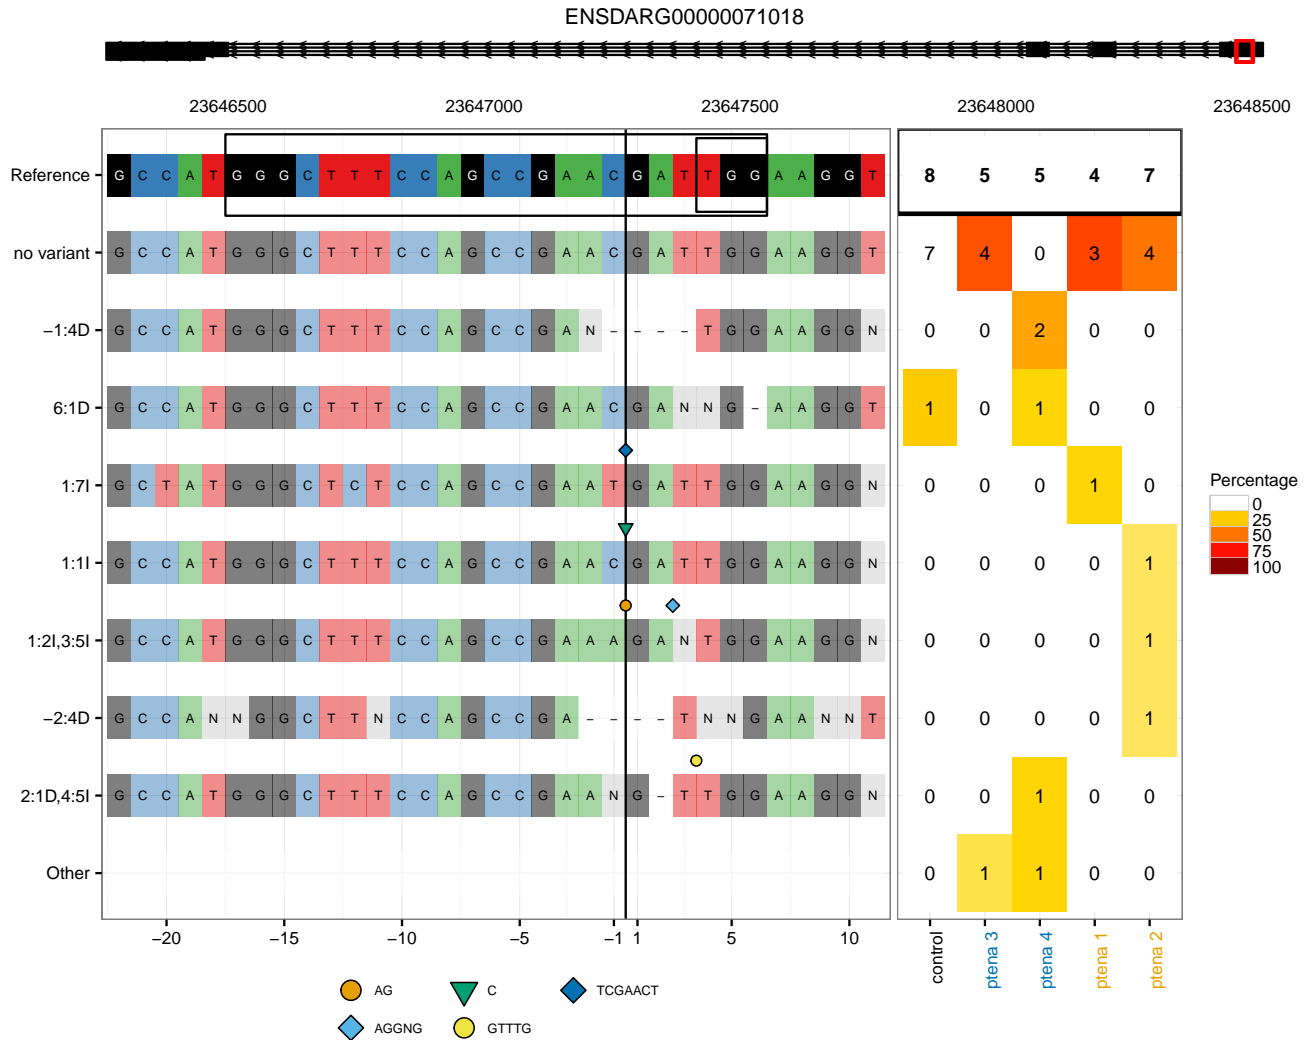 ENSDARG00000071018
23646500 23647000 23647500 23648000 23648500
Reference G C C A T G G G C T T T C C A G C C G A A C G A T T G G A A G G T 8 5 5 4 7
no variant G C C A T G G G C T T T C C A G C C G A A C G A T T G G A A G G T 7 4 0 3 4
−1:4D G C C A T G G G C T T T C C A G C C G A N − − − − T G G A A G G N 0 0 2 0 0
6:1D G C C A T G G G C T T T C C A G C C G A A C G A N N G − A A G G T 1 0 1 0 0
1:7I G C T A T G G G C T C T C C A G C C G A A T G A T T G G A A G G N 0 0 0 1 0
1:1I G C C A T G G G C T T T C C A G C C G A A C G A T T G G A A G G N 0 0 0 0 1
1:2I,3:5I G C C A T G G G C T T T C C A G C C G A A A G A N T G G A A G G N 0 0 0 0 1
−2:4D G C C A N N G G C T T N C C A G C C G A − − − − T N N G A A N N T 0 0 0 0 1
2:1D,4:5I G C C A T G G G C T T T C C A G C C G A A N G − T T G G A A G G N 0 0 1 0 0
Other 0 1 1 0 0
−20 −15 −10 −5 −1 1 5 10
control ptena 3 ptena 4 ptena 1 ptena 2
Percentage
0
25
50
75
100
AG C TCGAACT
AGGNG GTTTG